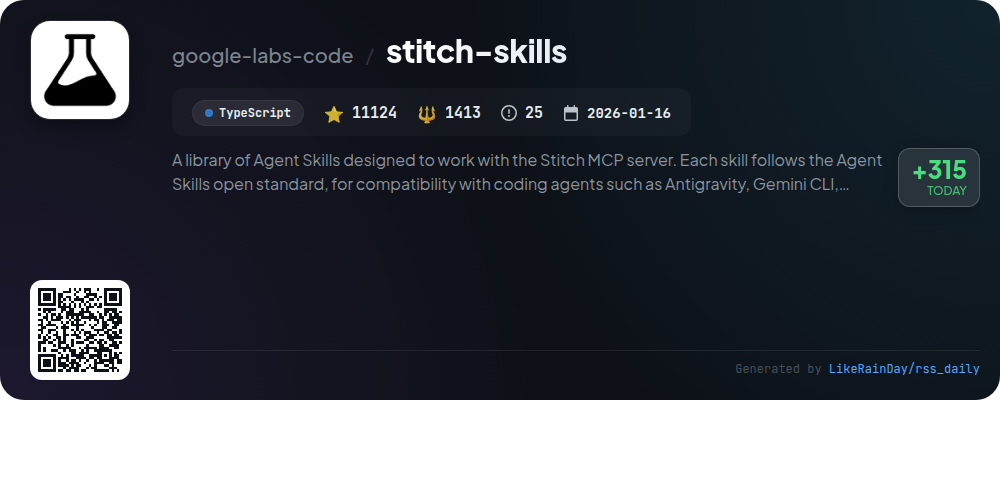 google-labs-code / stitch-skills
TypeScript 11124 1413 25 2026-01-16
A library of Agent Skills designed to work with the Stitch MCP server. Each skill follows the Agent
Skills open standard, for compatibility with coding agents such as Antigravity, Gemini CLI,...
+315
TODAY
Generated by LikeRainDay/rss_daily